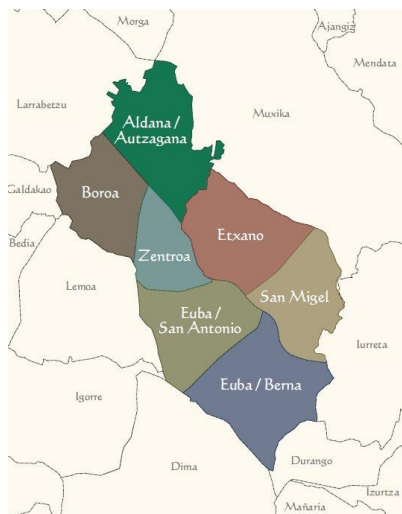 Morga
Ajangiz
Mendata
Larrabetzu
Muxika
Aldana /
Autzagana
Galdakao
Boroa
Etxano
Bedia
Zentroa
Lemoa
San Migel
Euba /
San Antonio
Iurreta
Igorre
Euba / Berna
Dima
Durango
Izurtza
Mañaria